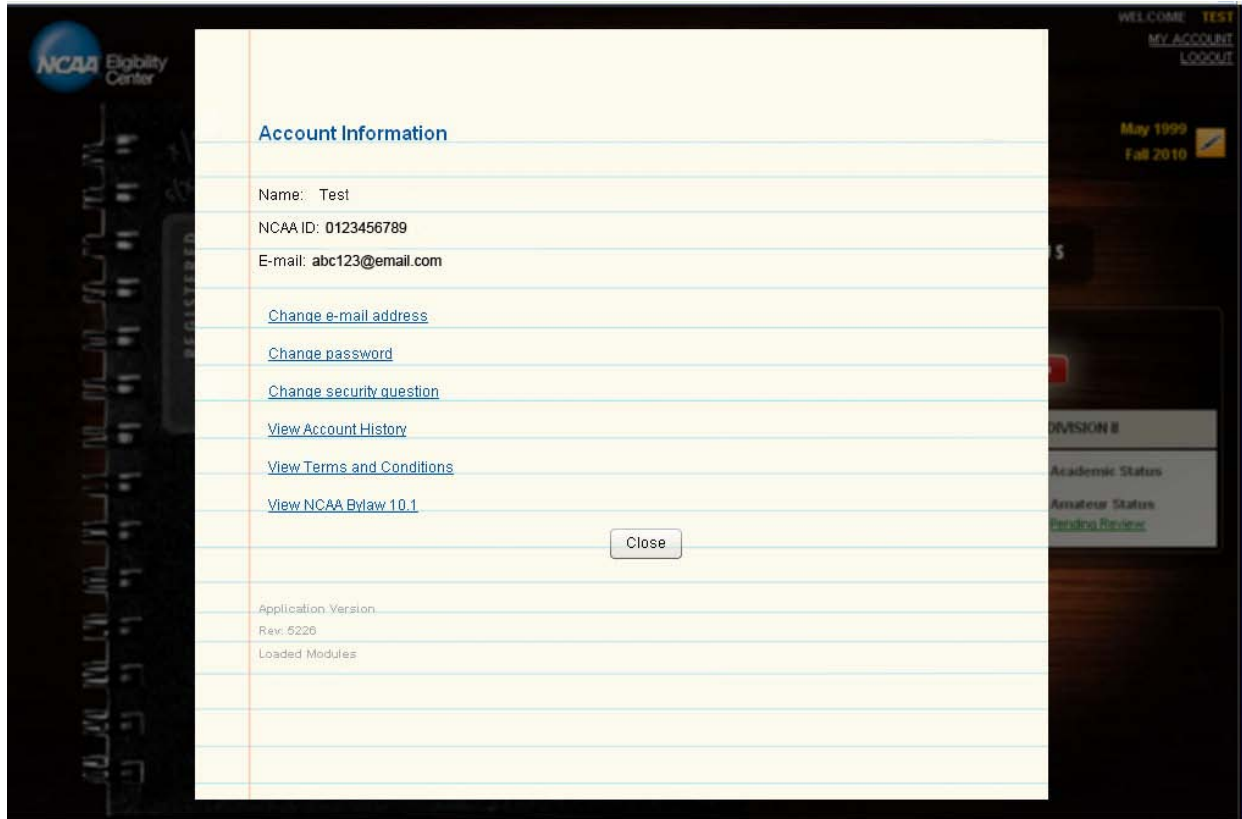 WELCOME TEST
MY ACCOUNT
LOGOUT
NCAA Eligibility
Center
May 1999
Fall 2010
REGISTERED
Account Information
Name: Test
NCAA ID: 0123456789
E-mail: abc123@email.com
Change e-mail address
Change password
Change security question
View Account History
View Terms and Conditions
View NCAA Bylaw 10.1
Close
Application Version
Rev: 5226
Loaded Modules
DIVISION II
Academic Status
Amateur Status
Pending Review